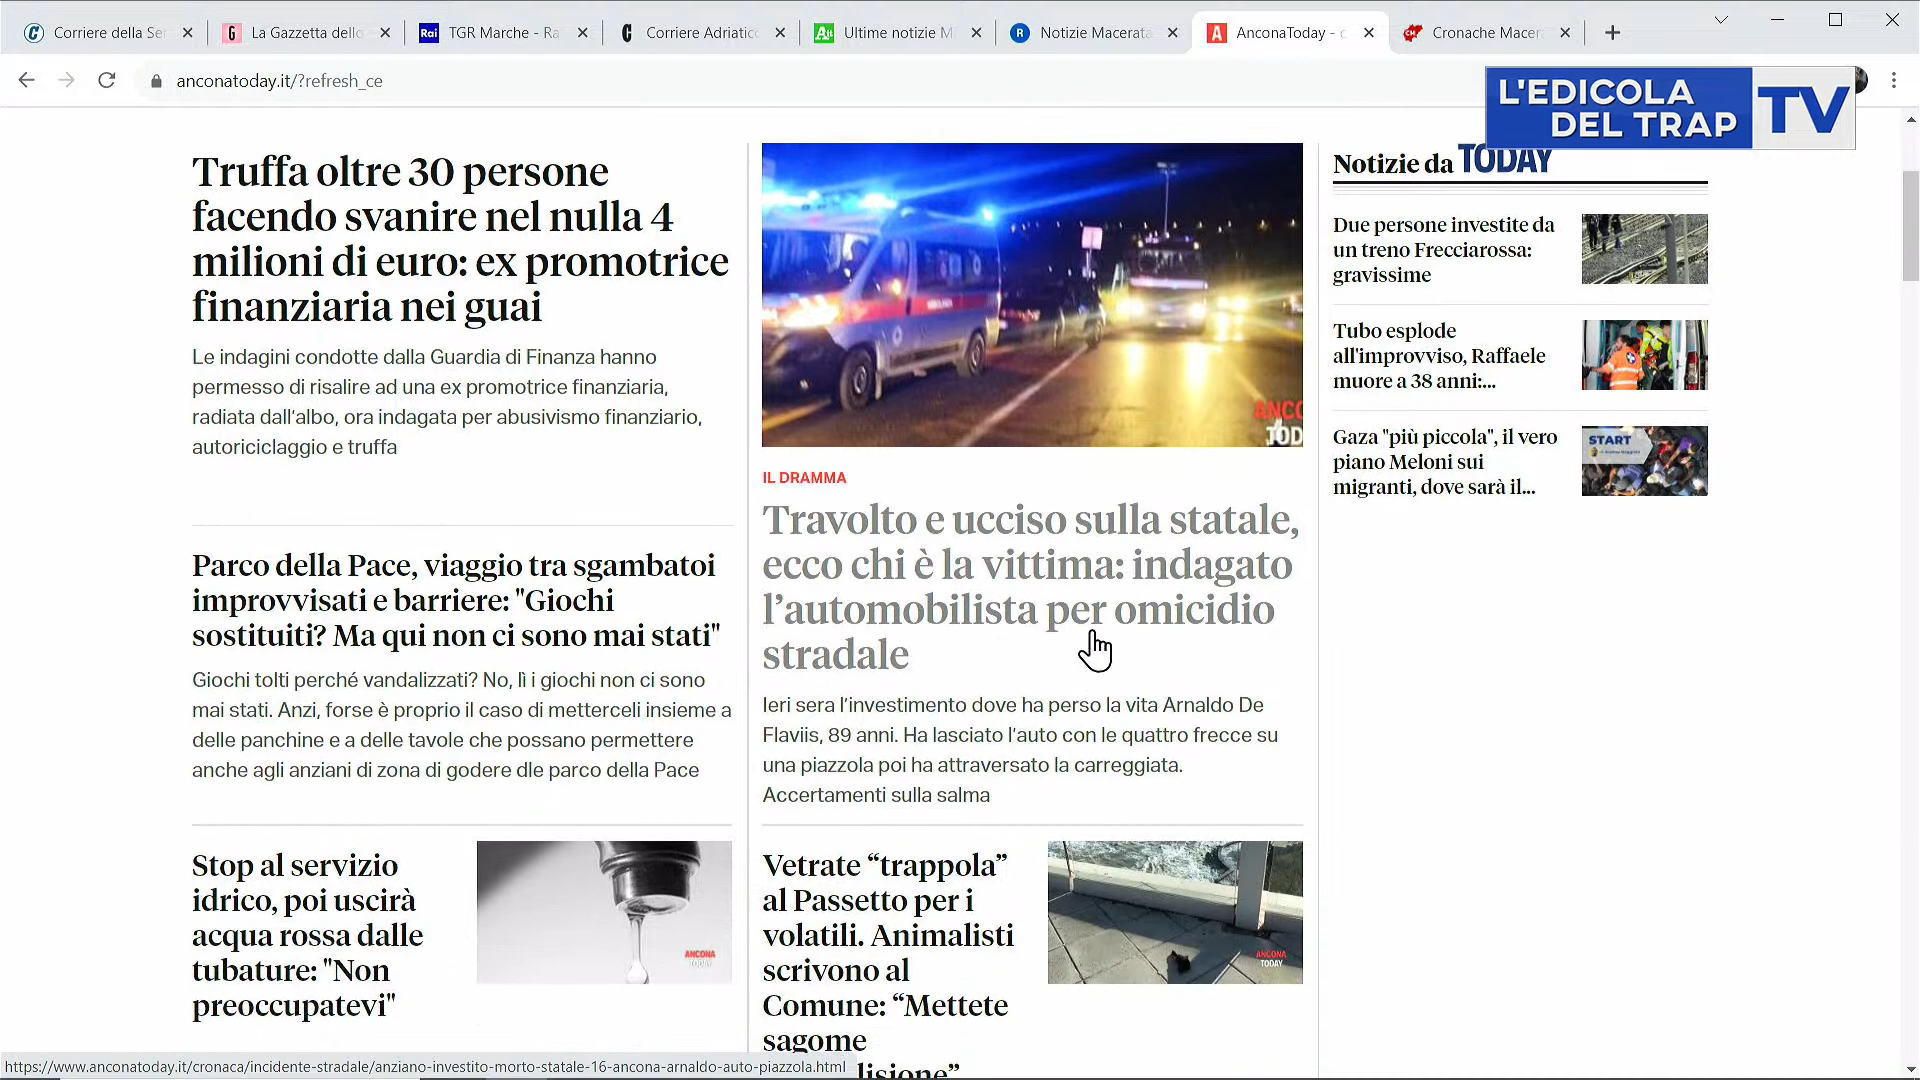 Corriere della Se
La Gazzetta dello
Rai
TGR Marche - Ra
Corriere Adriatic
Ultime notizie M
R
Notizie Macerata
A
AnconaToday - c
CM
Cronache Macer
anconatoday.it/?refresh_ce
L'EDICOLA
DEL TRAP
TV
Truffa oltre 30 persone
facendo svanire nel nulla 4
milioni di euro: ex promotrice
finanziaria nei guai
Le indagini condotte dalla Guardia di Finanza hanno
permesso di risalire ad una ex promotrice finanziaria,
radiata dall'albo, ora indagata per abusivismo finanziario,
autoriciclaggio e truffa
Parco della Pace, viaggio tra sgambatoi
improvvisati e barriere: "Giochi
sostituiti? Ma qui non ci sono mai stati"
Giochi tolti perché vandalizzati? No, lì i giochi non ci sono
mai stati. Anzi, forse è proprio il caso di metterceli insieme a
delle panchine e a delle tavole che possano permettere
anche agli anziani di zona di godere dle parco della Pace
Stop al servizio
idrico, poi uscirà
acqua rossa dalle
tubature: "Non
preoccupatevi"
ANCONA
TODAY
ANCO
TOD
IL DRAMMA
Travolto e ucciso sulla statale,
ecco chi è la vittima: indagato
l’automobilista per omicidio
stradale
Ieri sera l’investimento dove ha perso la vita Arnaldo De
Flaviis, 89 anni. Ha lasciato l’auto con le quattro frecce su
una piazzola poi ha attraversato la carreggiata.
Accertamenti sulla salma
Vetrate “trappola”
al Passetto per i
volatili. Animalisti
scrivono al
Comune: “Mettete
sagome
lisione”
ANCONA
TODAY
Notizie da TODAY
Due persone investite da
un treno Frecciarossa:
gravissime
Tubo esplode
all'improvviso, Raffaele
muore a 38 anni:...
Gaza "più piccola", il vero
piano Meloni sui
migranti, dove sarà il...
START
https://www.anconatoday.it/cronaca/incidente-stradale/anziano-investito-morto-statale-16-ancona-arnaldo-auto-piazzola.html